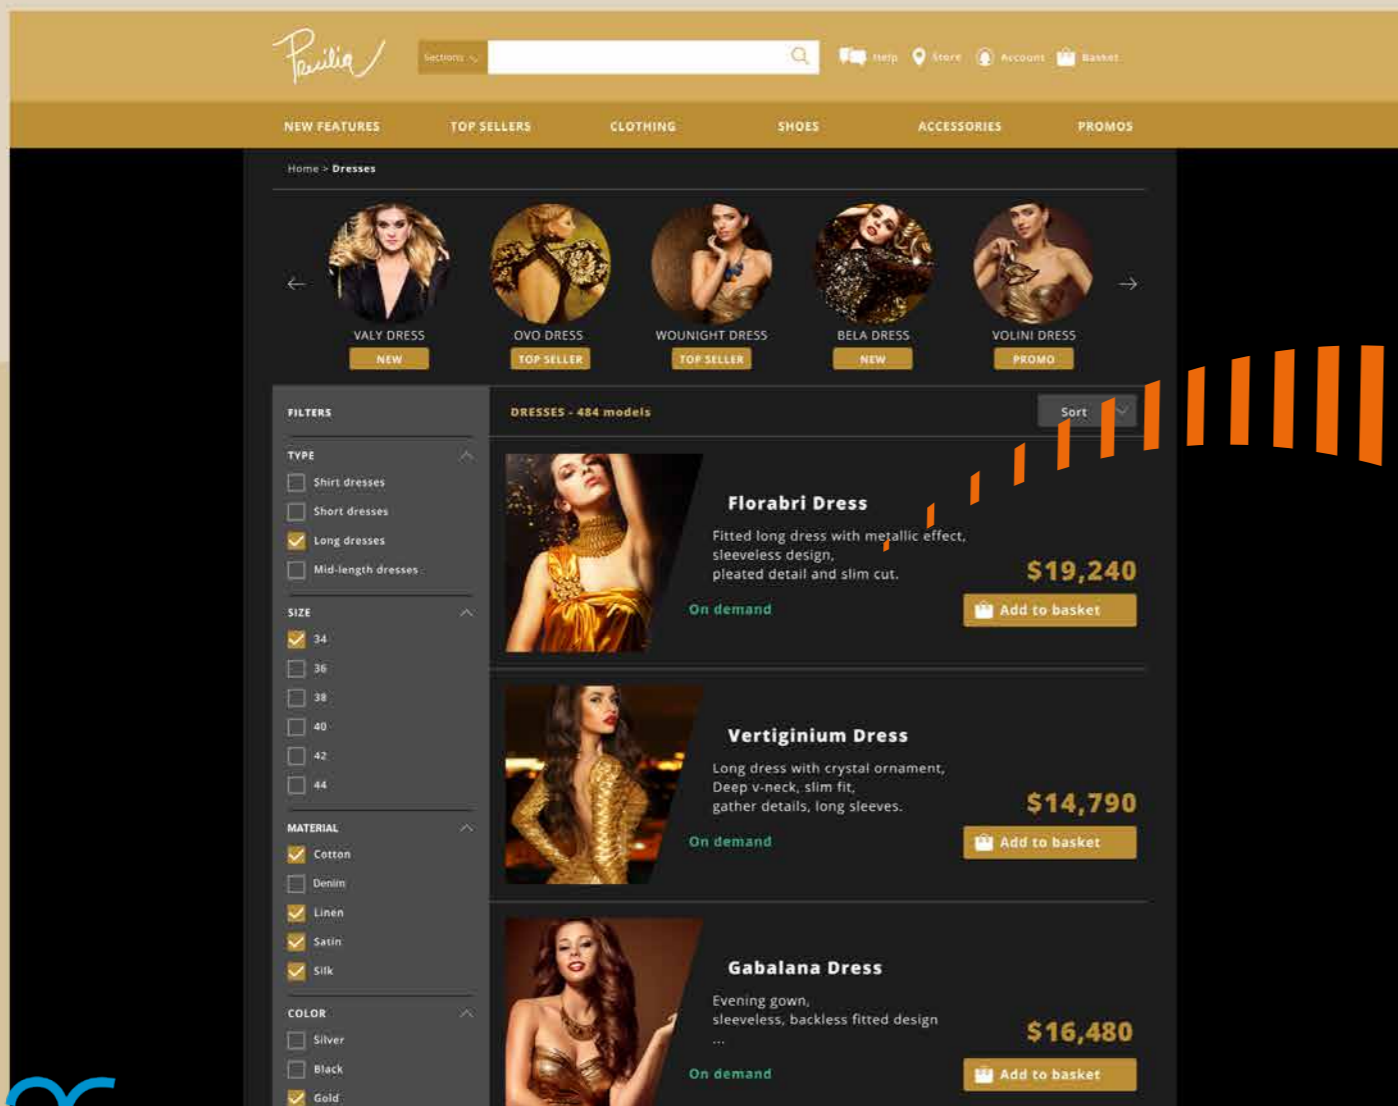 Precilia
Sections
Help
Store
Account
Basket
NEW FEATURES
TOP SELLERS
CLOTHING
SHOES
ACCESSORIES
PROMOS
Home > Dresses
VALY DRESS
NEW
OVO DRESS
TOP SELLER
WOUNIGHT DRESS
TOP SELLER
BELA DRESS
NEW
VOLINI DRESS
PROMO
FILTERS
TYPE
Shirt dresses
Short dresses
Long dresses
Mid-length dresses
SIZE
34
36
38
40
42
44
MATERIAL
Cotton
Denim
Linen
Satin
Silk
COLOR
Silver
Black
Gold
DRESSES - 484 models
Sort
Florabri Dress
Fitted long dress with metallic effect,
sleeveless design,
pleated detail and slim cut.
$19,240
On demand
Add to basket
Vertiginium Dress
Long dress with crystal ornament,
Deep v-neck, slim fit,
gather details, long sleeves.
$14,790
On demand
Add to basket
Gabalana Dress
Evening gown,
sleeveless, backless fitted design
...
$16,480
On demand
Add to basket